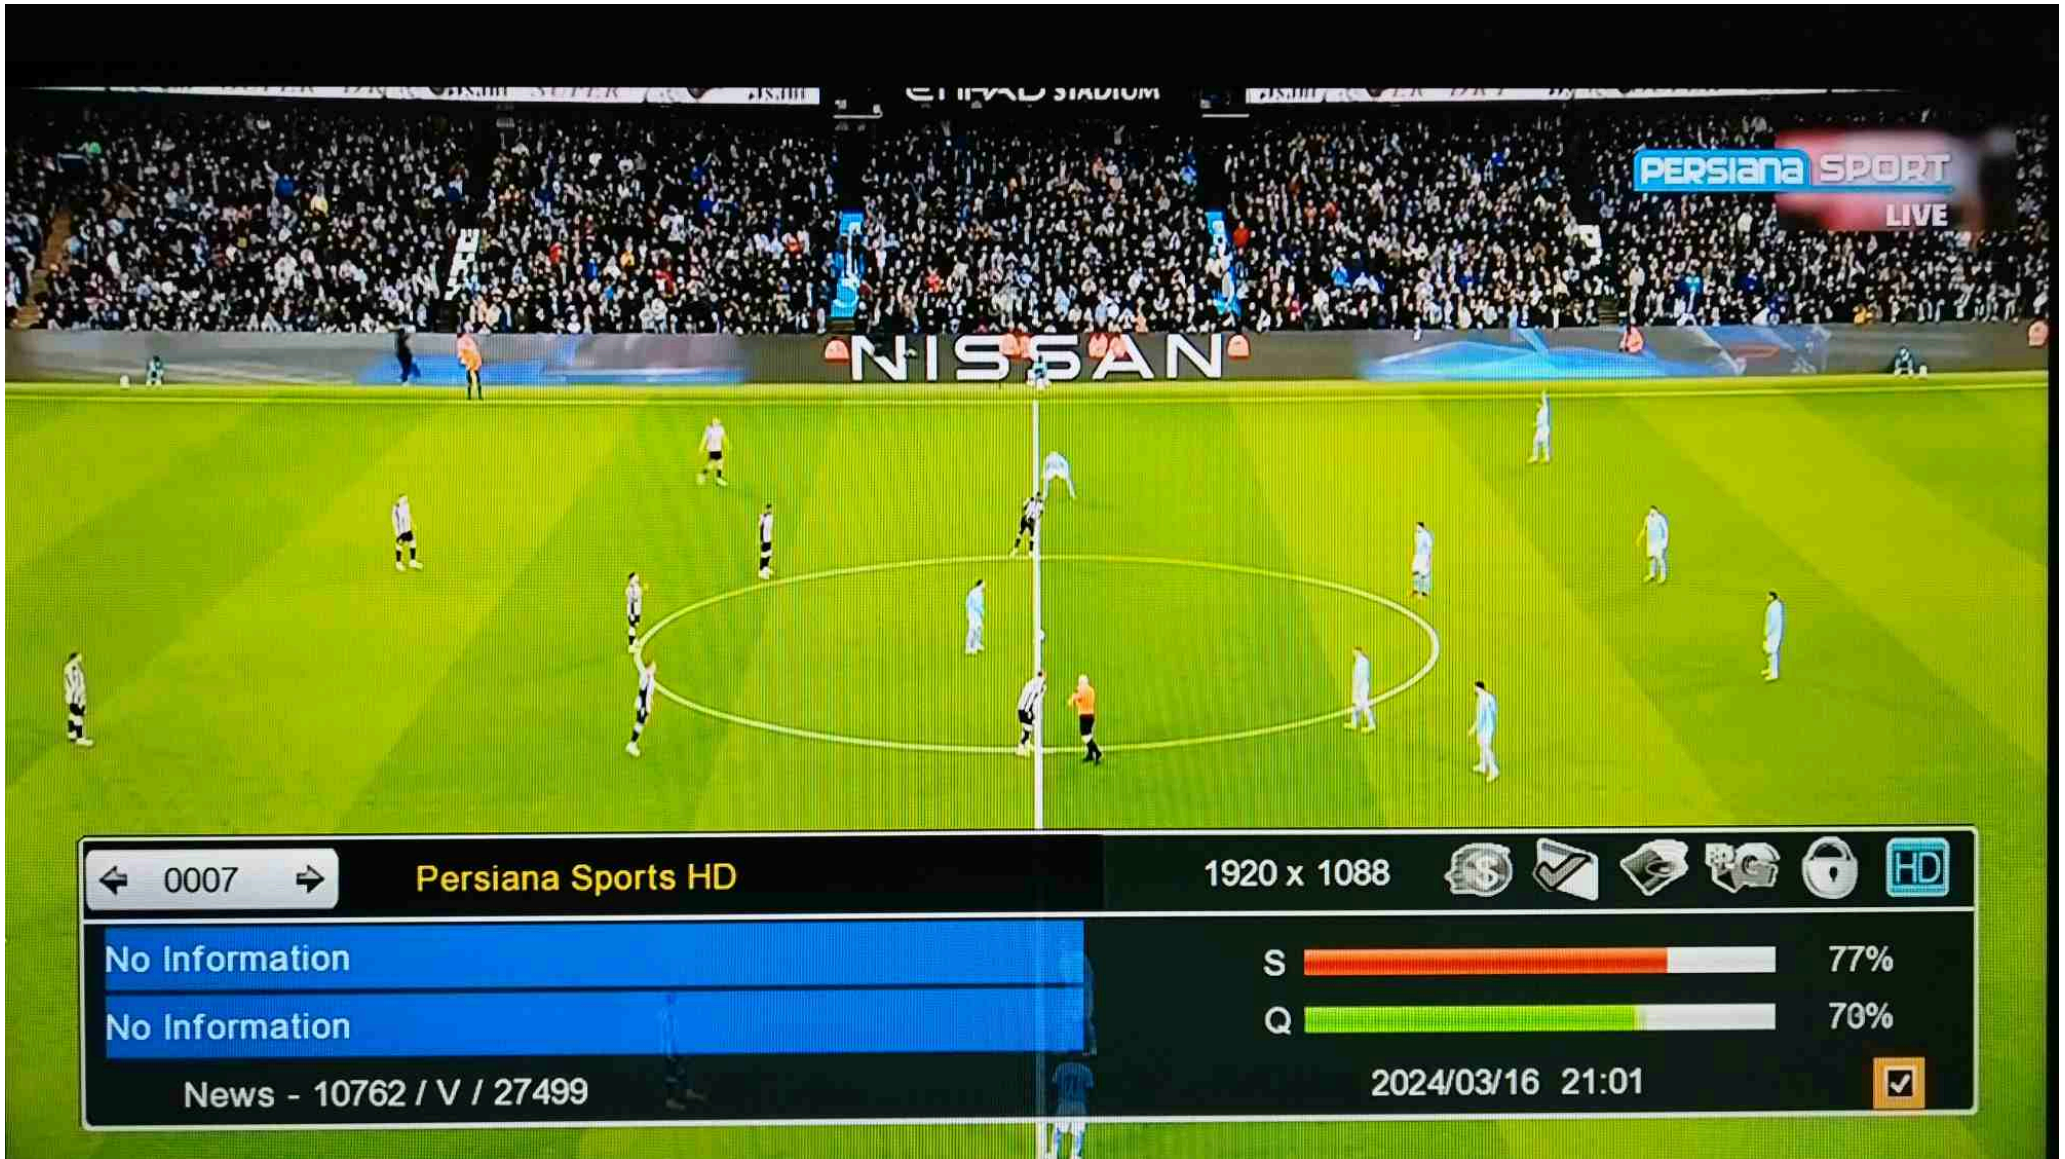 ETIHAD STADIUM
PERSIANA SPORT
LIVE
NISSAN
0007
Persiana Sports HD
1920 x 1088
HD
No Information
S 77%
No Information
Q 70%
News - 10762 / V / 27499
2024/03/16 21:01